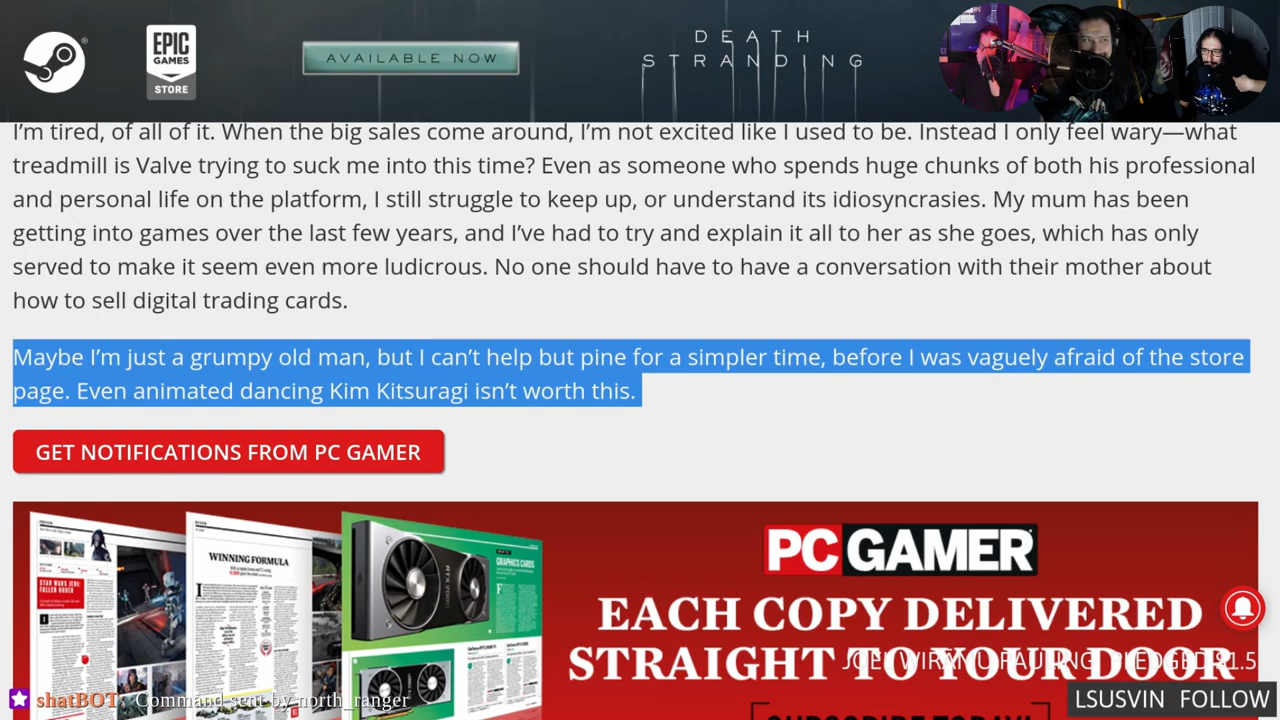 EPIC
GAMES
STORE
AVAILABLE NOW
DEATH
STRANDING
I’m tired, of all of it. When the big sales come around, I’m not excited like I used to be. Instead I only feel wary—what
treadmill is Valve trying to suck me into this time? Even as someone who spends huge chunks of both his professional
and personal life on the platform, I still struggle to keep up, or understand its idiosyncrasies. My mum has been
getting into games over the last few years, and I’ve had to try and explain it all to her as she goes, which has only
served to make it seem even more ludicrous. No one should have to have a conversation with their mother about
how to sell digital trading cards.
Maybe I’m just a grumpy old man, but I can’t help but pine for a simpler time, before I was vaguely afraid of the store
page. Even animated dancing Kim Kitsuragi isn’t worth this.
GET NOTIFICATIONS FROM PC GAMER
STAR WARS JEDI:
FALLEN ORDER
WINNING FORMULA
GRAPHICS CARDS
PC GAMER
EACH COPY DELIVERED
STRAIGHT TO YOUR DOOR
shatBOT Command sent by north_ranger
LSUSVIN FOLLOW
SUBSCRIBE TODAY!